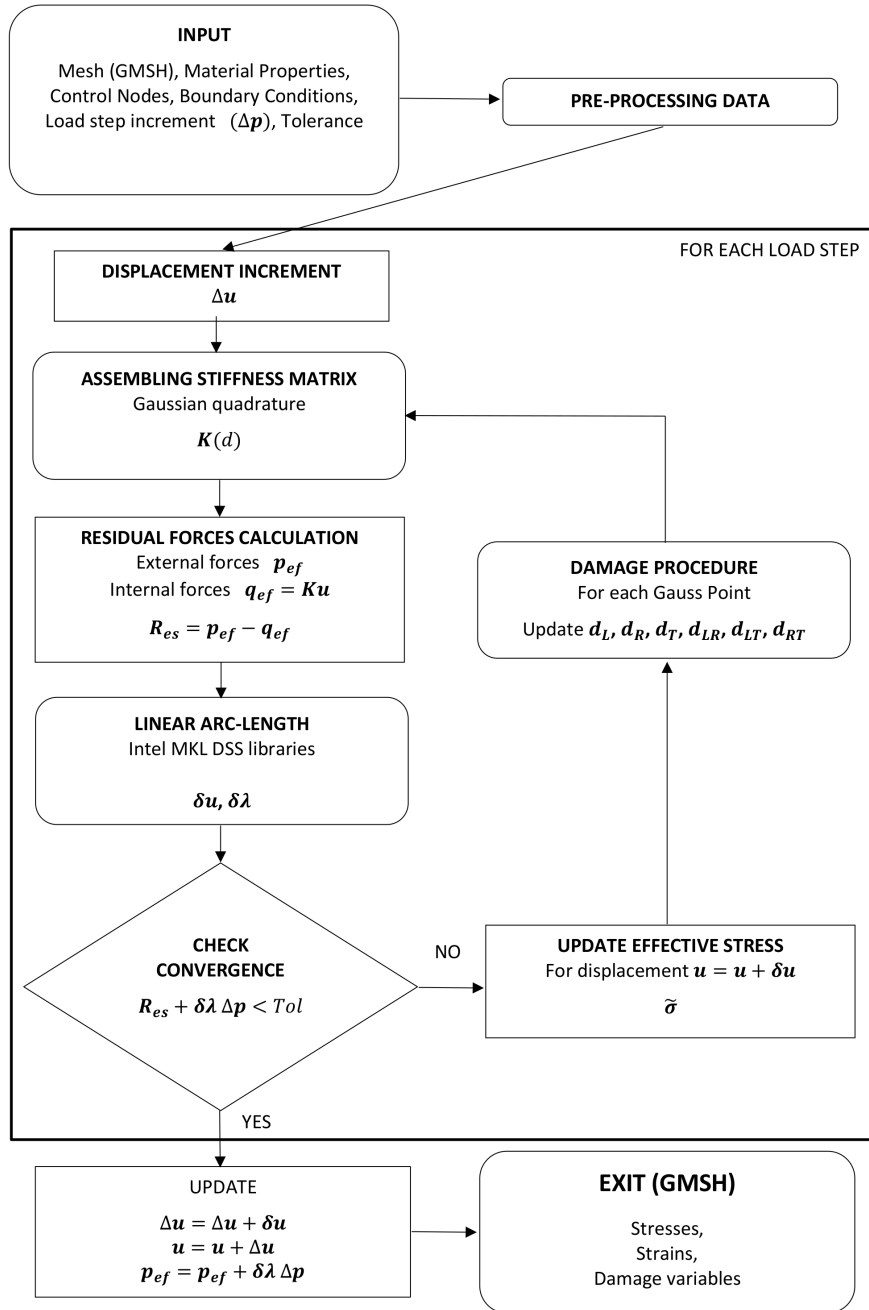 INPUT
Mesh (GMSH), Material Properties,
Control Nodes, Boundary Conditions,
Load step increment (Δp), Tolerance
PRE-PROCESSING DATA
FOR EACH LOAD STEP
DISPLACEMENT INCREMENT
Δu
ASSEMBLING STIFFNESS MATRIX
Gaussian quadrature
K(d)
RESIDUAL FORCES CALCULATION
External forces p_ef
Internal forces q_ef = Ku
R_es = p_ef − q_ef
DAMAGE PROCEDURE
For each Gauss Point
Update d_L, d_R, d_T, d_LR, d_LT, d_RT
LINEAR ARC-LENGTH
Intel MKL DSS libraries
δu, δλ
CHECK
CONVERGENCE
R_es + δλ Δp < Tol
NO
UPDATE EFFECTIVE STRESS
For displacement u = u + δu
σ̃
YES
UPDATE
Δu = Δu + δu
u = u + Δu
p_ef = p_ef + δλ Δp
EXIT (GMSH)
Stresses,
Strains,
Damage variables